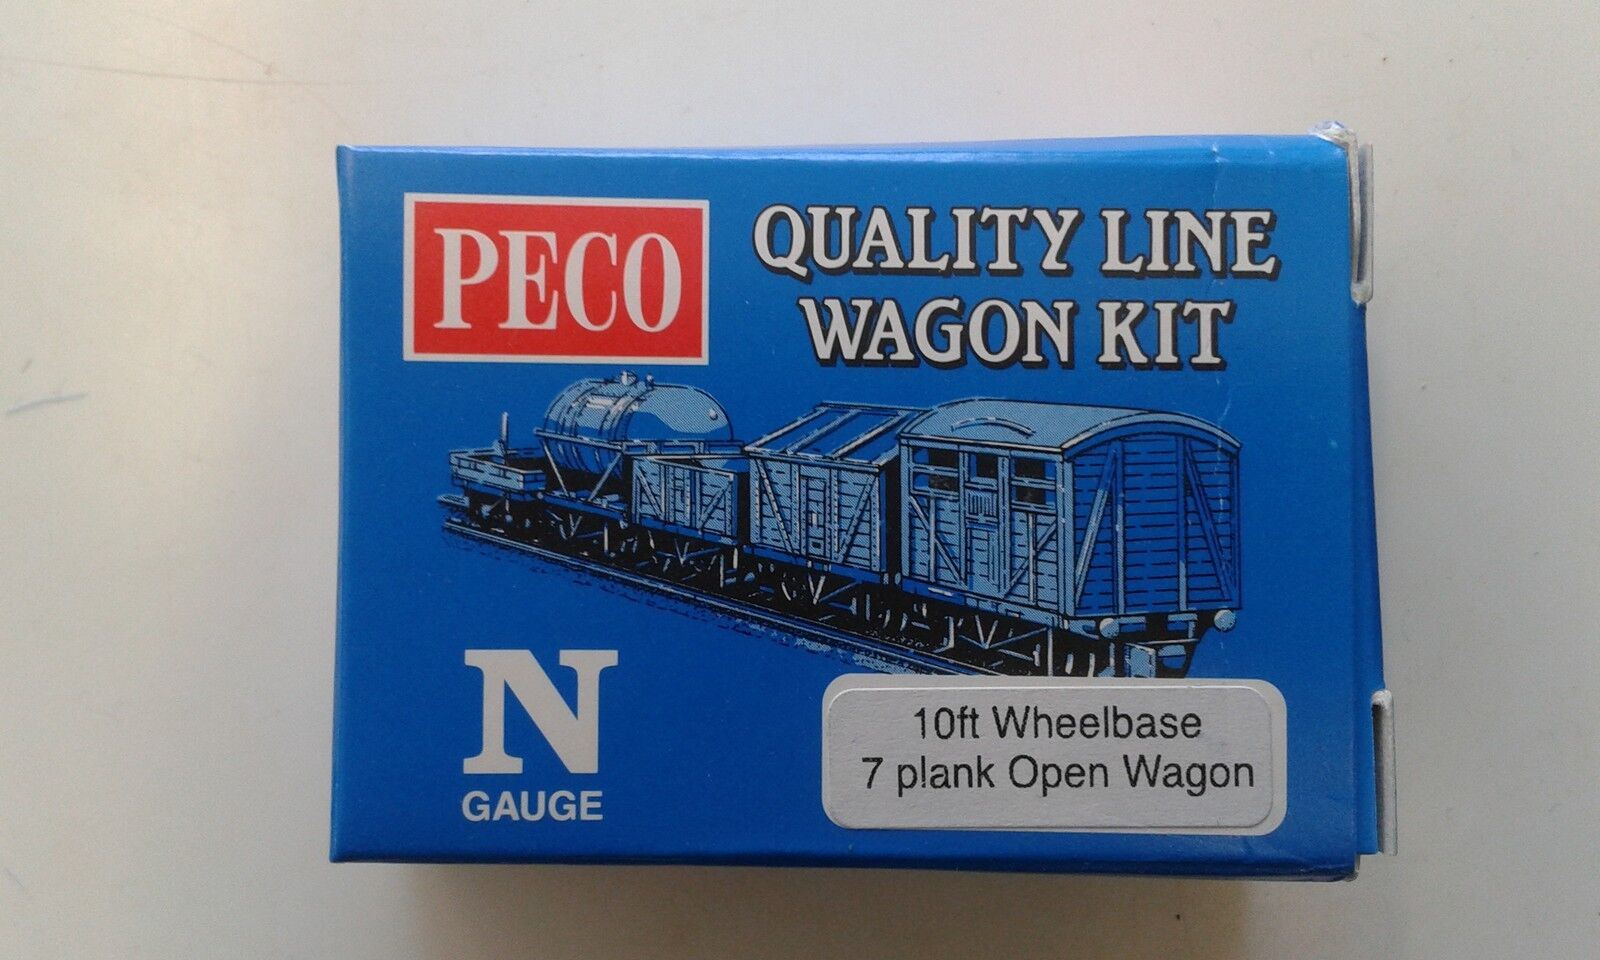 PECO
QUALITY LINE
WAGON KIT
N
GAUGE
10ft Wheelbase
7 plank Open Wagon